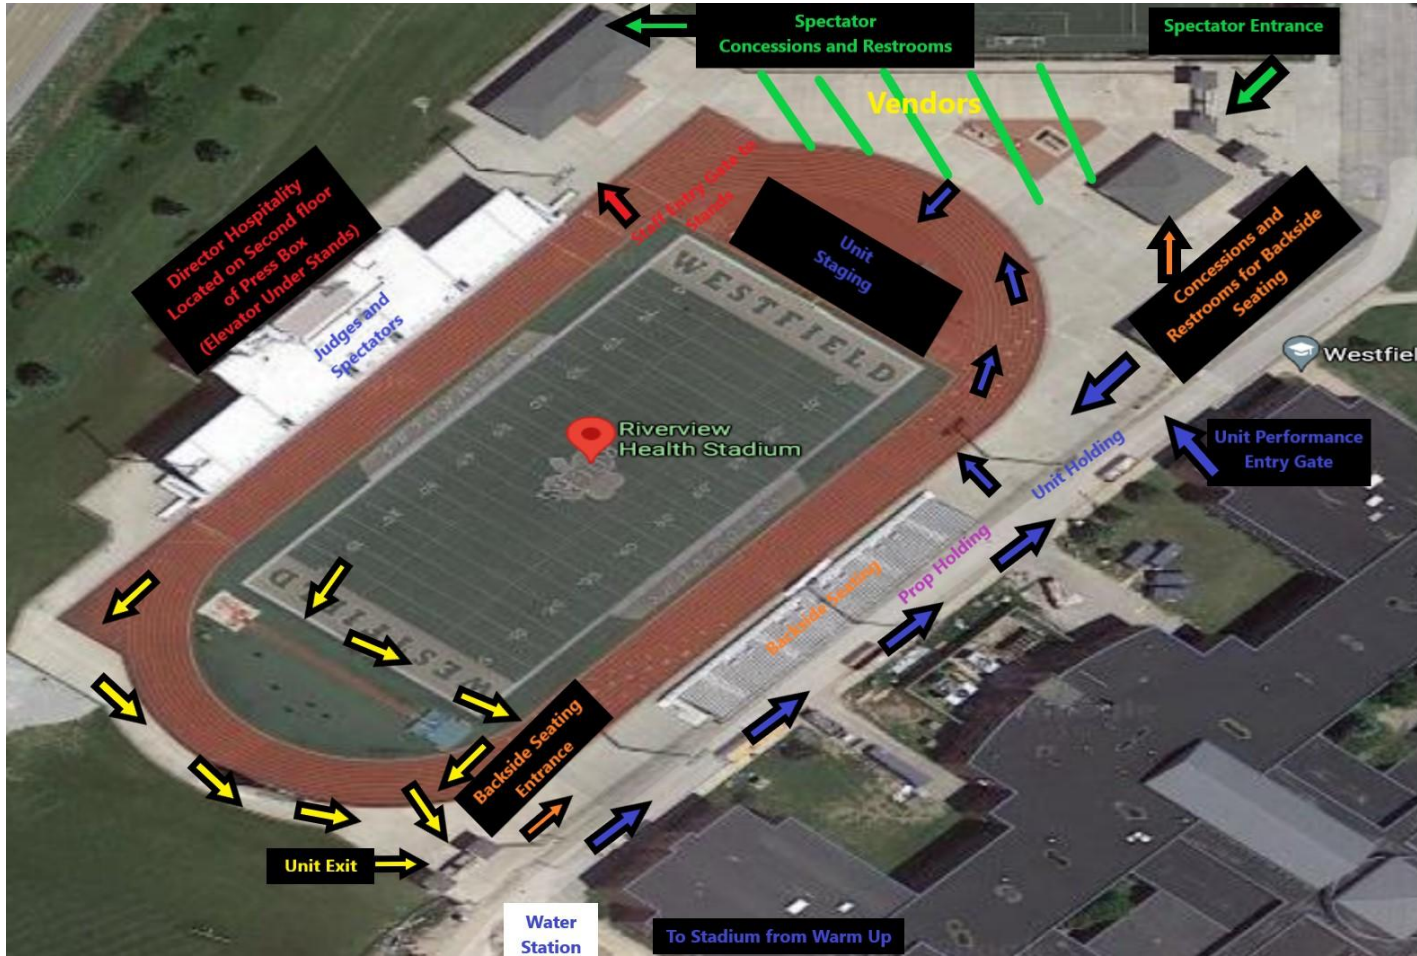 Spectator
Concessions and Restrooms
Spectator Entrance
Vendors
Staff Entry Gate to
Stands
Director Hospitality
Located on Second floor
of Press Box
(Elevator Under Stands)
Judges and
Spectators
Unit
Staging
Concessions and
Restrooms for Backside
Seating
WESTFIELD
Westfiel
Riverview
Health Stadium
Unit Performance
Entry Gate
Unit Holding
Prop Holding
Backside Seating
WESTFIELD
Backside Seating
Entrance
Unit Exit
Water
Station
To Stadium from Warm Up